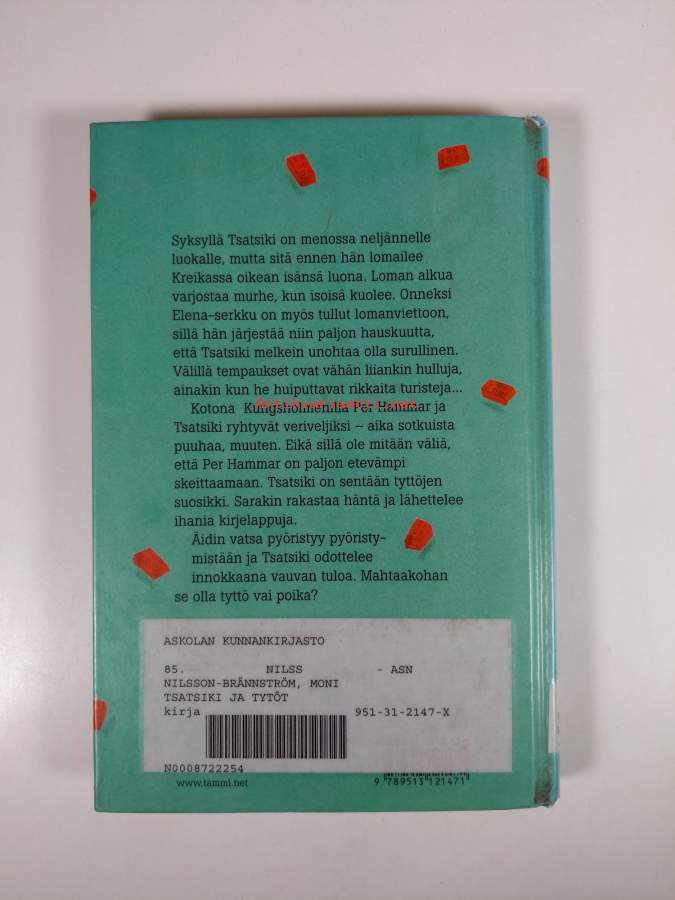 Syksyllä Tsatsiki on menossa neljännelle
luokalle, mutta sitä ennen hän lomailee
Kreikassa oikean isänsä luona. Loman alkua
varjostaa murhe, kun isoisä kuolee. Onneksi
Elena-serkku on myös tullut lomanviettoon,
sillä hän järjestää niin paljon hauskuutta,
että Tsatsiki melkein unohtaa olla surullinen.
Välillä tempaukset ovat vähän liiankin hulluja,
ainakin kun he huiputtavat rikkaita turisteja...
Kotona Kungsholmenilla Per Hammar ja
Tsatsiki ryhtyvät veriveljiksi – aika sotkuista
puuhaa, muuten. Eikä sillä ole mitään väliä,
että Per Hammar on paljon etevämpi
skeittaamaan. Tsatsiki on sentään tyttöjen
suosikki. Sarakin rakastaa häntä ja lähettelee
ihania kirjelappuja.
Äidin vatsa pyöristyy pyöristy-
mistään ja Tsatsiki odottelee
innokkaana vauvan tuloa. Mahtaakohan
se olla tyttö vai poika?
ASKOLAN KUNNANKIRJASTO
85. NILSS - ASN
NILSSON-BRÄNNSTRÖM, MONI
TSATSIKI JA TYTÖT
kirja 951-31-2147-X
N0008722254
www.tammi.net 9 789513 121471